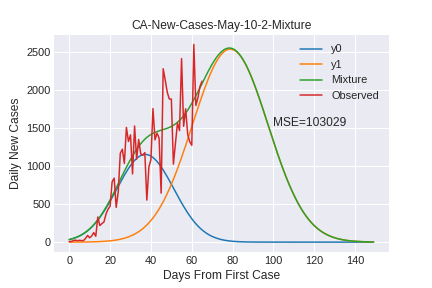 CA-New-Cases-May-10-2-Mixture
Daily New Cases
2500
2000
1500
1000
500
0
y0
y1
Mixture
Observed
MSE=103029
0 20 40 60 80 100 120 140
Days From First Case